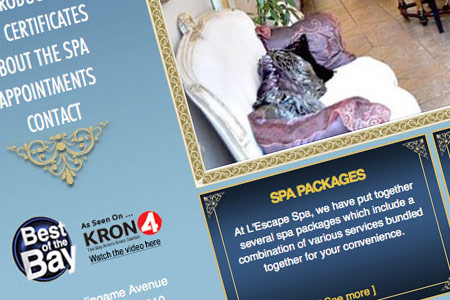 CERTIFICATES
ABOUT THE SPA
APPOINTMENTS
CONTACT
Best
of the
Bay
As Seen On ...
KRON 4
Watch the video here
Avenue
SPA PACKAGES
At L'Escape Spa, we have put together
several spa packages which include a
combination of various services bundled
together for your convenience.
See more ]